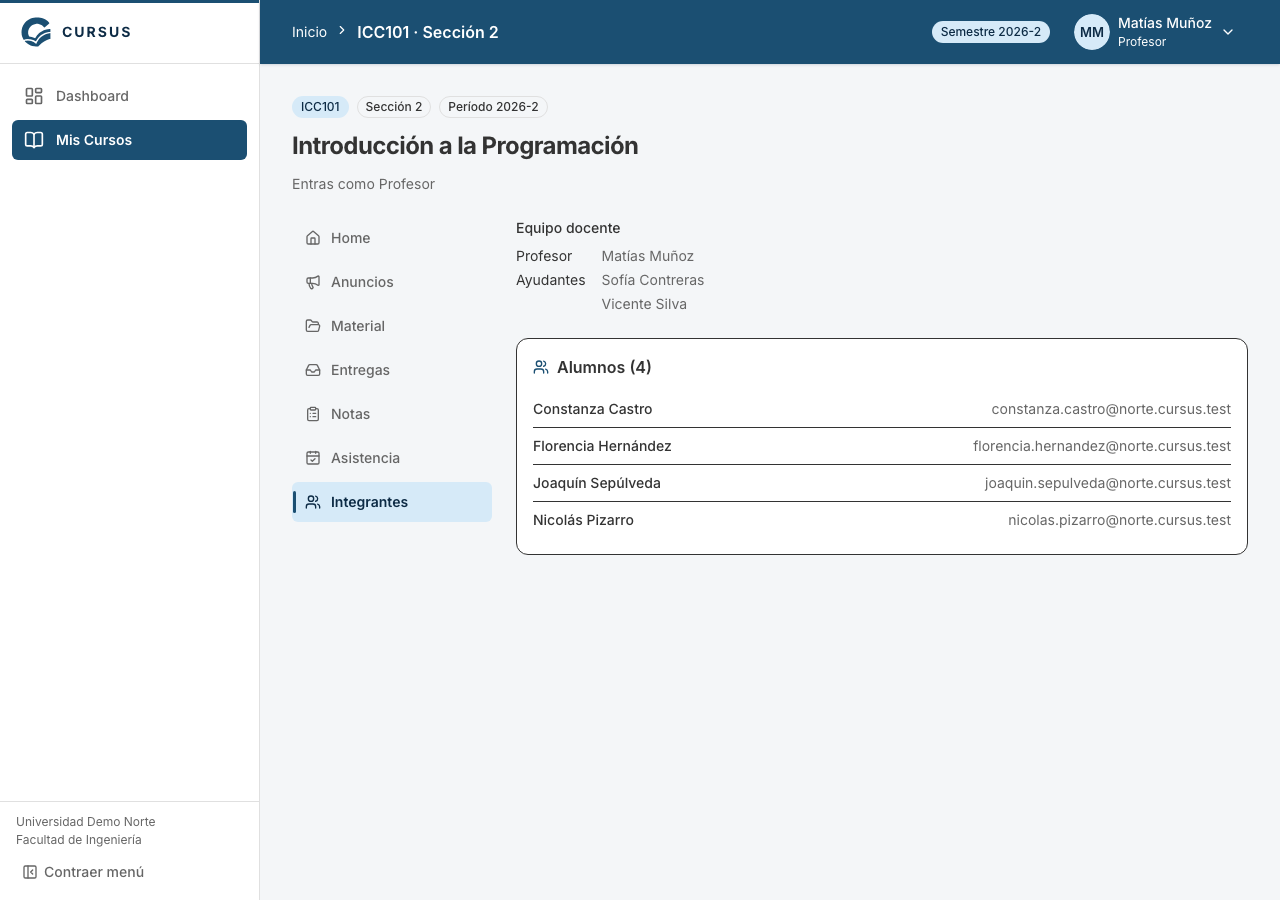 CURSUS
Inicio
ICC101 · Sección 2
Semestre 2026-2
MM
Matías Muñoz
Profesor
Dashboard
Mis Cursos
ICC101
Sección 2
Período 2026-2
Introducción a la Programación
Entras como Profesor
Home
Anuncios
Material
Entregas
Notas
Asistencia
Integrantes
Equipo docente
Profesor Matías Muñoz
Ayudantes Sofía Contreras
Vicente Silva
Alumnos (4)
Constanza Castro constanza.castro@norte.cursus.test
Florencia Hernández florencia.hernandez@norte.cursus.test
Joaquín Sepúlveda joaquin.sepulveda@norte.cursus.test
Nicolás Pizarro nicolas.pizarro@norte.cursus.test
Universidad Demo Norte
Facultad de Ingeniería
Contraer menú